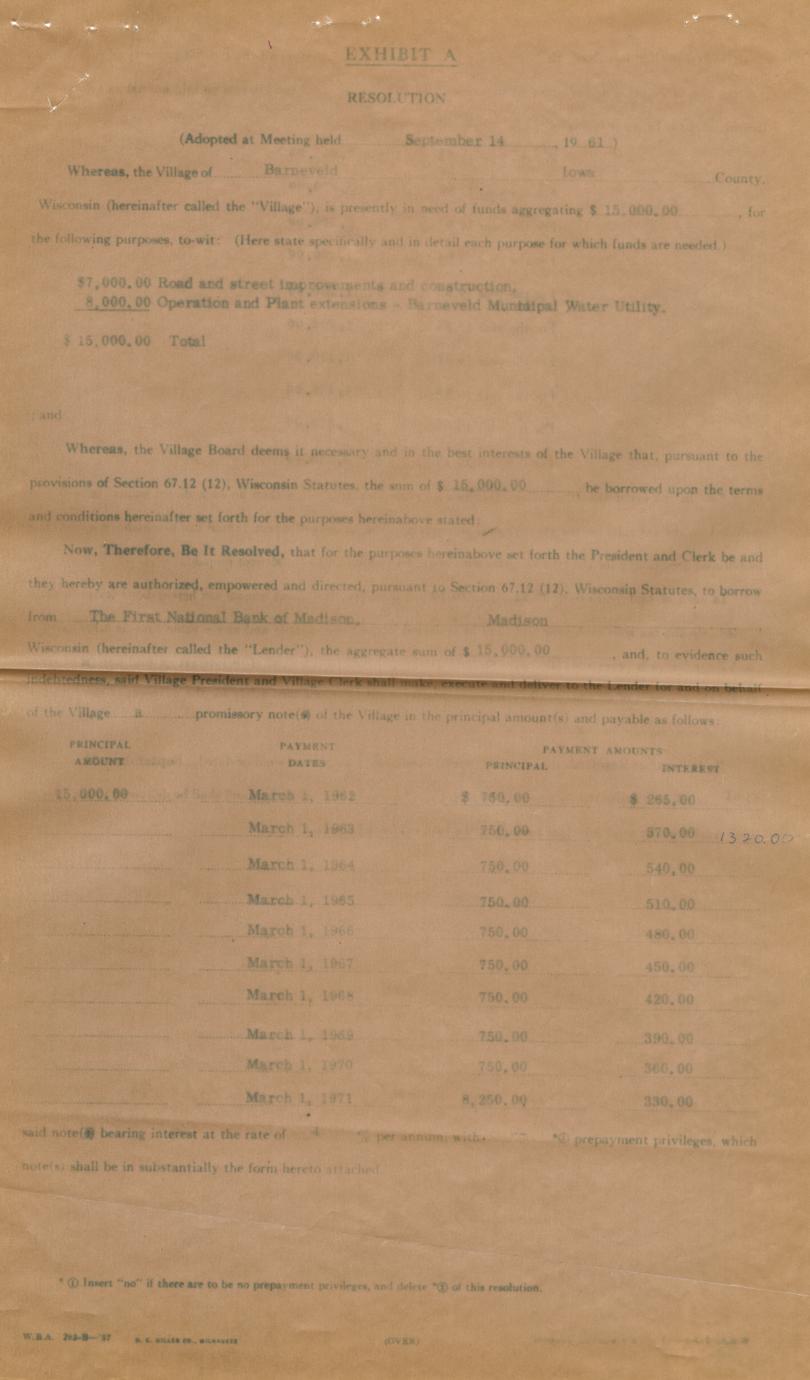 EXHIBIT A
RESOLUTION
(Adopted at Meeting held September 14, 19 61 )
Whereas, the Village of Barneveld Iowa County,
Wisconsin (hereinafter called the "Village"), is presently in need of funds aggregating $ 15,000.00, for
the following purposes, to-wit: (Here state specifically and in detail each purpose for which funds are needed.)
$7,000.00 Road and street improvements and construction,
8,000.00 Operation and Plant extensions - Barneveld Municipal Water Utility.
$ 15,000.00 Total
; and
Whereas, the Village Board deems it necessary and in the best interests of the Village that, pursuant to the
provisions of Section 67.12 (12), Wisconsin Statutes, the sum of $ 15,000.00, be borrowed upon the terms
and conditions hereinafter set forth for the purposes hereinabove stated:
Now, Therefore, Be It Resolved, that for the purposes hereinabove set forth the President and Clerk be and
they hereby are authorized, empowered and directed, pursuant to Section 67.12 (12), Wisconsin Statutes, to borrow
from The First National Bank of Madison, Madison
Wisconsin (hereinafter called the "Lender"), the aggregate sum of $ 15,000.00, and, to evidence such
indebtedness, said Village President and Village Clerk shall make, execute and deliver to the Lender for and on behalf
of the Village a promissory note(s) of the Village in the principal amount(s) and payable as follows:
PRINCIPAL AMOUNT PAYMENT DATES PAYMENT AMOUNTS
PRINCIPAL INTEREST
15,000.00 March 1, 1962 $ 750.00 $ 265.00
March 1, 1963 750.00 570.00 1320.00
March 1, 1964 750.00 540.00
March 1, 1965 750.00 510.00
March 1, 1966 750.00 480.00
March 1, 1967 750.00 450.00
March 1, 1968 750.00 420.00
March 1, 1969 750.00 390.00
March 1, 1970 750.00 360.00
March 1, 1971 8,250.00 330.00
said note(s) bearing interest at the rate of 4 % per annum; with *① prepayment privileges, which
note(s) shall be in substantially the form hereto attached.
* ① Insert "no" if there are to be no prepayment privileges, and delete *① of this resolution.
W.B.A. H. C. MILLER CO., MILWAUKEE (OVER)